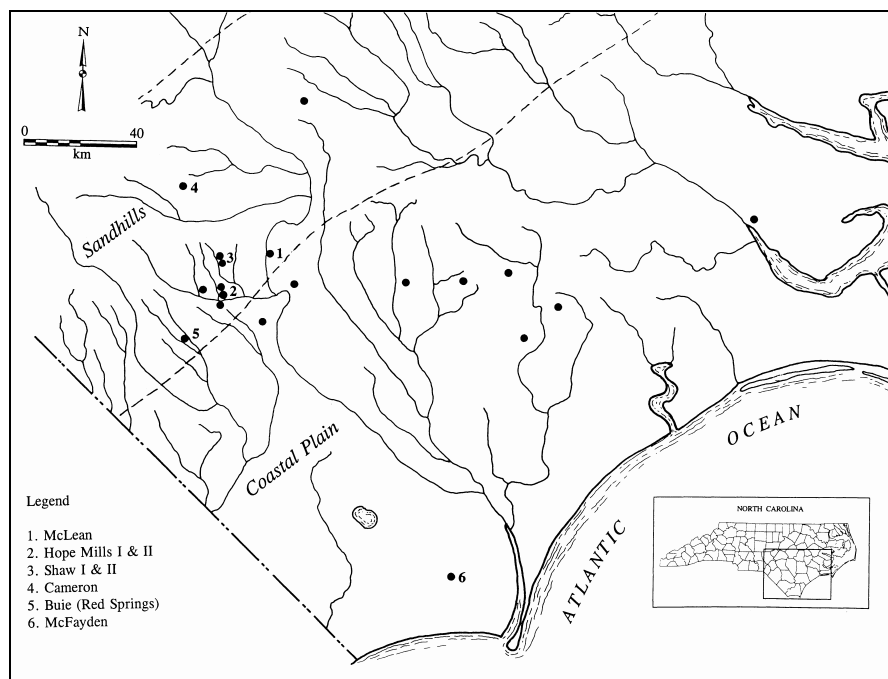 N
0 40
km
4
Sandhills
3
1
2
5
Coastal Plain
OCEAN
ATLANTIC
6
Legend
1. McLean
2. Hope Mills I & II
3. Shaw I & II
4. Cameron
5. Buie (Red Springs)
6. McFayden
NORTH CAROLINA